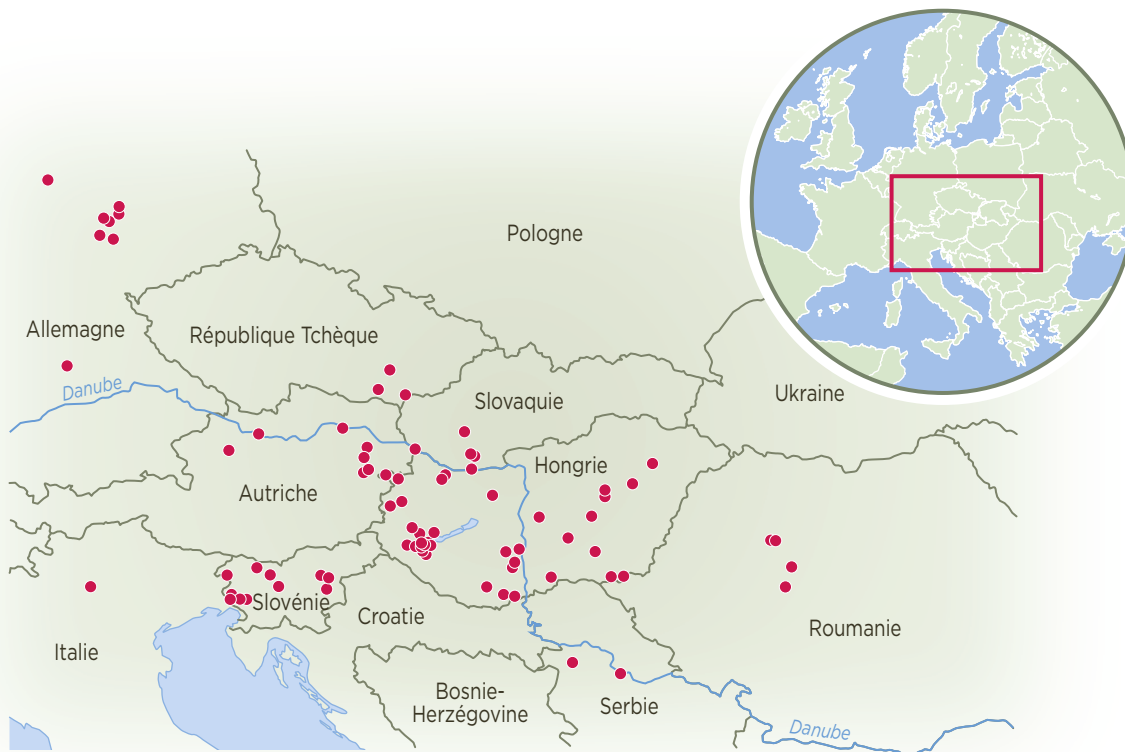 Pologne
Allemagne
République Tchèque
Danube
Slovaquie
Ukraine
Hongrie
Autriche
Slovénie
Croatie
Roumanie
Italie
Bosnie-
Herzégovine
Serbie
Danube